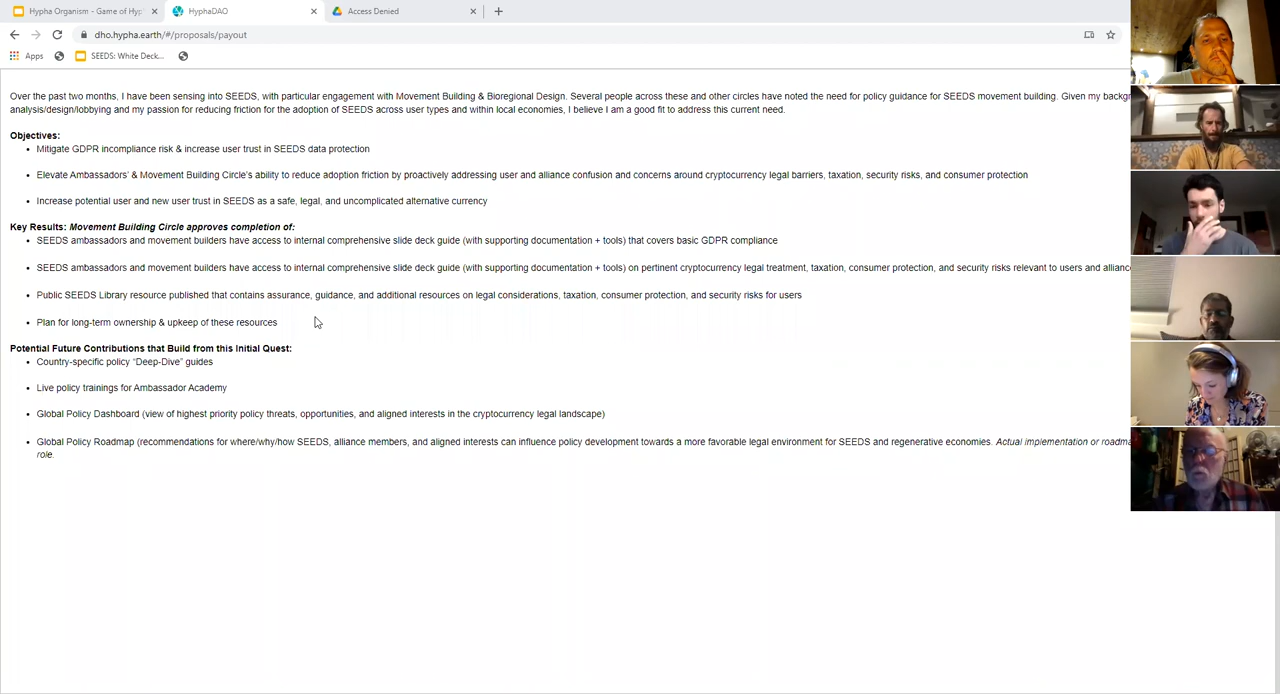 Hypha Organism - Game of Hyp
HyphaDAO
Access Denied
dho.hypha.earth/#/proposals/payout
Apps
SEEDS: White Deck...
Over the past two months, I have been sensing into SEEDS, with particular engagement with Movement Building & Bioregional Design. Several people across these and other circles have noted the need for policy guidance for SEEDS movement building. Given my
analysis/design/lobbying and my passion for reducing friction for the adoption of SEEDS across user types and within local economies, I believe I am a good fit to address this current need.
Objectives:
• Mitigate GDPR incompliance risk & increase user trust in SEEDS data protection
• Elevate Ambassadors' & Movement Building Circle's ability to reduce adoption friction by proactively addressing user and alliance confusion and concerns around cryptocurrency legal barriers, taxation, security risks, and consumer protection
• Increase potential user and new user trust in SEEDS as a safe, legal, and uncomplicated alternative currency
Key Results: Movement Building Circle approves completion of:
• SEEDS ambassadors and movement builders have access to internal comprehensive slide deck guide (with supporting documentation + tools) that covers basic GDPR compliance
• SEEDS ambassadors and movement builders have access to internal comprehensive slide deck guide (with supporting documentation + tools) on pertinent cryptocurrency legal treatment, taxation, consumer protection, and security risks relevant to users and
• Public SEEDS Library resource published that contains assurance, guidance, and additional resources on legal considerations, taxation, consumer protection, and security risks for users
• Plan for long-term ownership & upkeep of these resources
Potential Future Contributions that Build from this Initial Quest:
• Country-specific policy "Deep-Dive" guides
• Live policy trainings for Ambassador Academy
• Global Policy Dashboard (view of highest priority policy threats, opportunities, and aligned interests in the cryptocurrency legal landscape)
• Global Policy Roadmap (recommendations for where/why/how SEEDS, alliance members, and aligned interests can influence policy development towards a more favorable legal environment for SEEDS and regenerative economies. Actual implementation or
role.